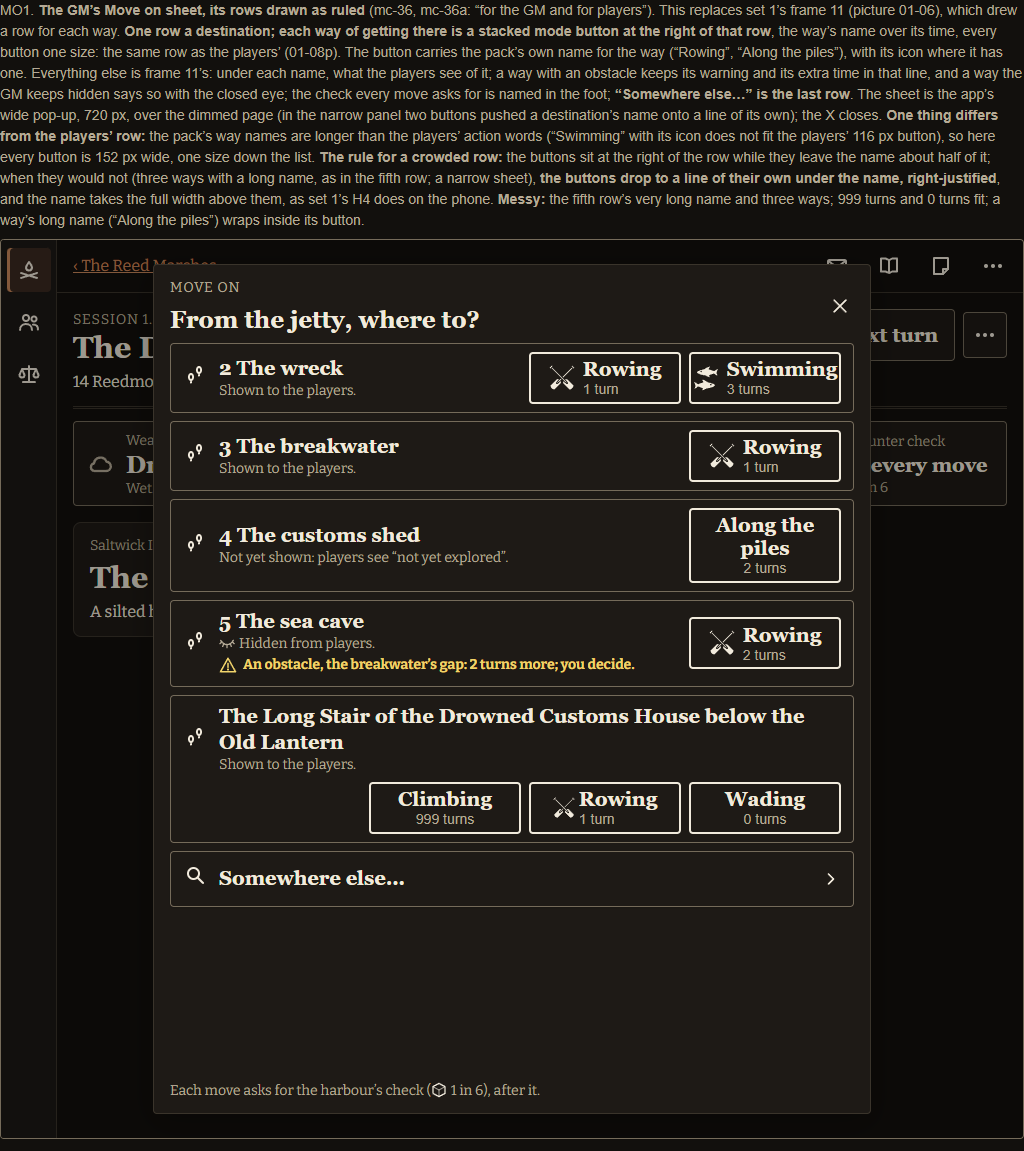 MO1. The GM's Move on sheet, its rows drawn as ruled (mc-36, mc-36a: “for the GM and for players”). This replaces set 1's frame 11 (picture 01-06), which drew
a row for each way. One row a destination; each way of getting there is a stacked mode button at the right of that row, the way's name over its time, every
button one size: the same row as the players' (01-08p). The button carries the pack's own name for the way (“Rowing”, “Along the piles”), with its icon where it has
one. Everything else is frame 11's: under each name, what the players see of it; a way with an obstacle keeps its warning and its extra time in that line, and a way the
GM keeps hidden says so with the closed eye; the check every move asks for is named in the foot; “Somewhere else…” is the last row. The sheet is the app's
wide pop-up, 720 px, over the dimmed page (in the narrow panel two buttons pushed a destination's name onto a line of its own); the X closes. One thing differs
from the players' row: the pack's way names are longer than the players' action words (“Swimming” with its icon does not fit the players' 116 px button), so here
every button is 152 px wide, one size down the list. The rule for a crowded row: the buttons sit at the right of the row while they leave the name about half of it;
when they would not (three ways with a long name, as in the fifth row; a narrow sheet), the buttons drop to a line of their own under the name, right-justified,
and the name takes the full width above them, as set 1's H4 does on the phone. Messy: the fifth row's very long name and three ways; 999 turns and 0 turns fit; a
way's long name (“Along the piles”) wraps inside its button.
‹ The Reed Marshes
SESSION 1.
The D
14 Reedmo
xt turn
Wea
Dr
Wet
unter check
every move
n 6
Saltwick I
The
A silted h
MOVE ON
From the jetty, where to?
2 The wreck
Shown to the players.
Rowing
1 turn
Swimming
3 turns
3 The breakwater
Shown to the players.
Rowing
1 turn
4 The customs shed
Not yet shown: players see “not yet explored”.
Along the
piles
2 turns
5 The sea cave
Hidden from players.
An obstacle, the breakwater's gap: 2 turns more; you decide.
Rowing
2 turns
The Long Stair of the Drowned Customs House below the
Old Lantern
Shown to the players.
Climbing
999 turns
Rowing
1 turn
Wading
0 turns
Somewhere else…
Each move asks for the harbour's check (1 in 6), after it.